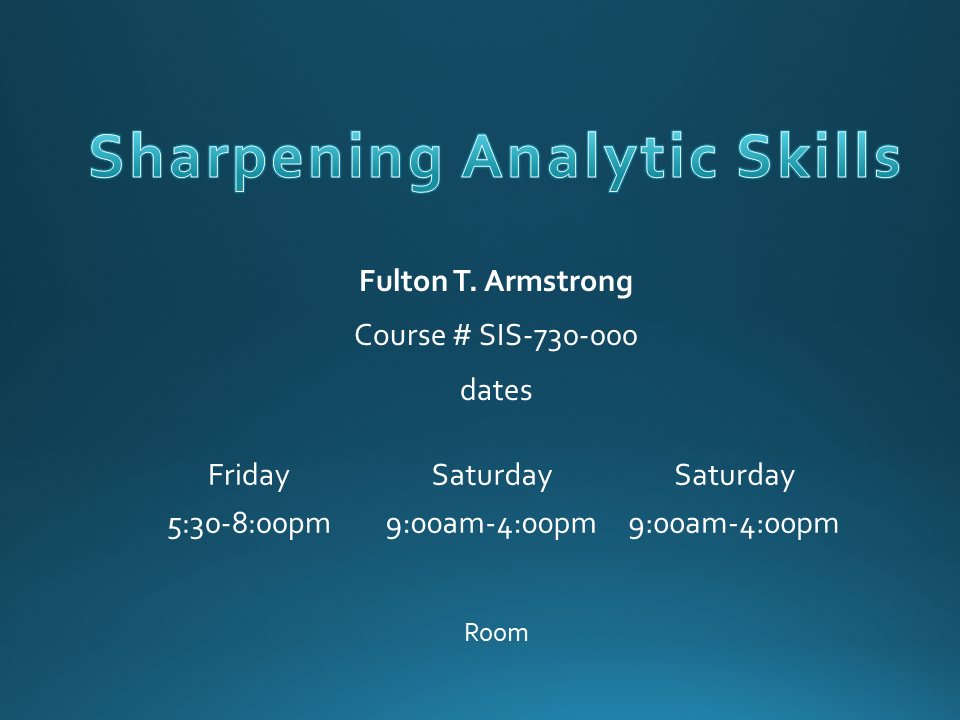 Sharpening Analytic Skills
Fulton T. Armstrong
Course # SIS-730-000
dates
Friday Saturday Saturday
5:30-8:00pm 9:00am-4:00pm 9:00am-4:00pm
Room